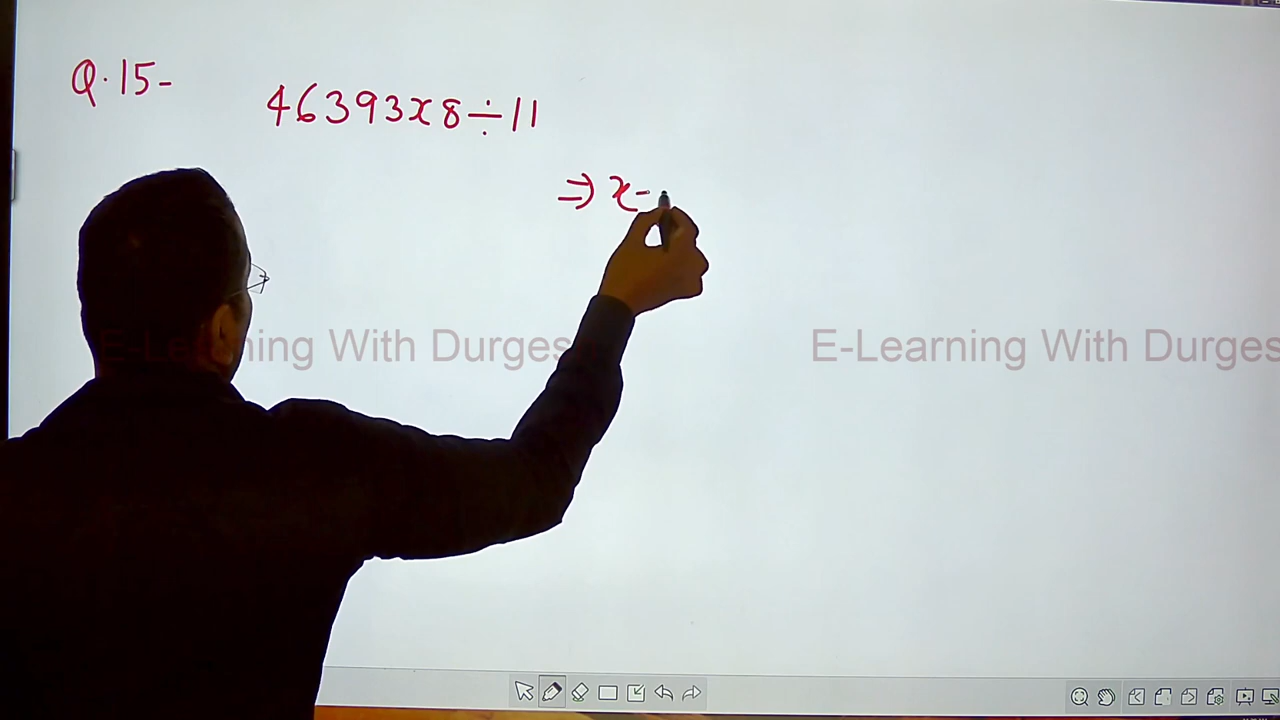 Q.15-
46393x8÷11
⇒ x-
E-Learning With Durges E-Learning With Durges